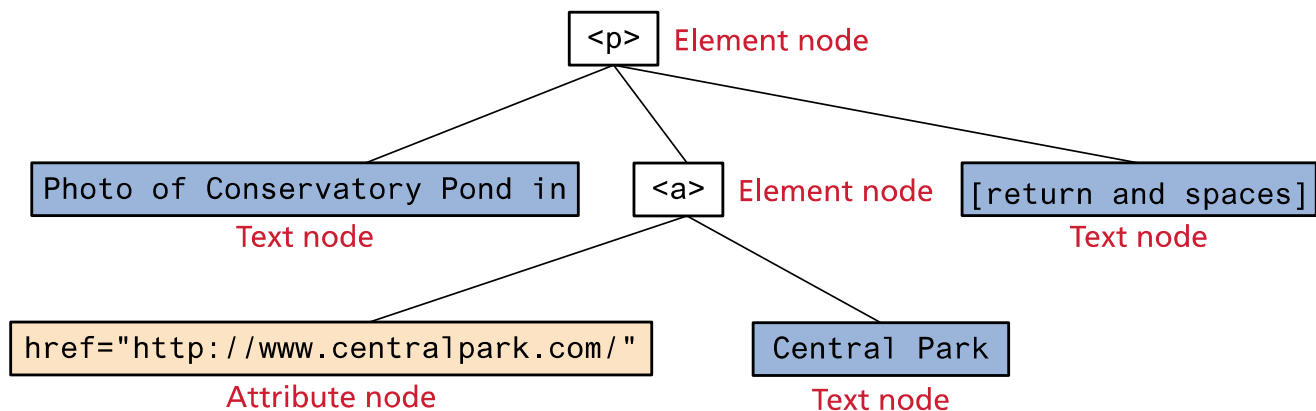 <p> Element node
Photo of Conservatory Pond in
<a> Element node
[return and spaces]
Text node
Text node
href="http://www.centralpark.com/"
Central Park
Attribute node
Text node